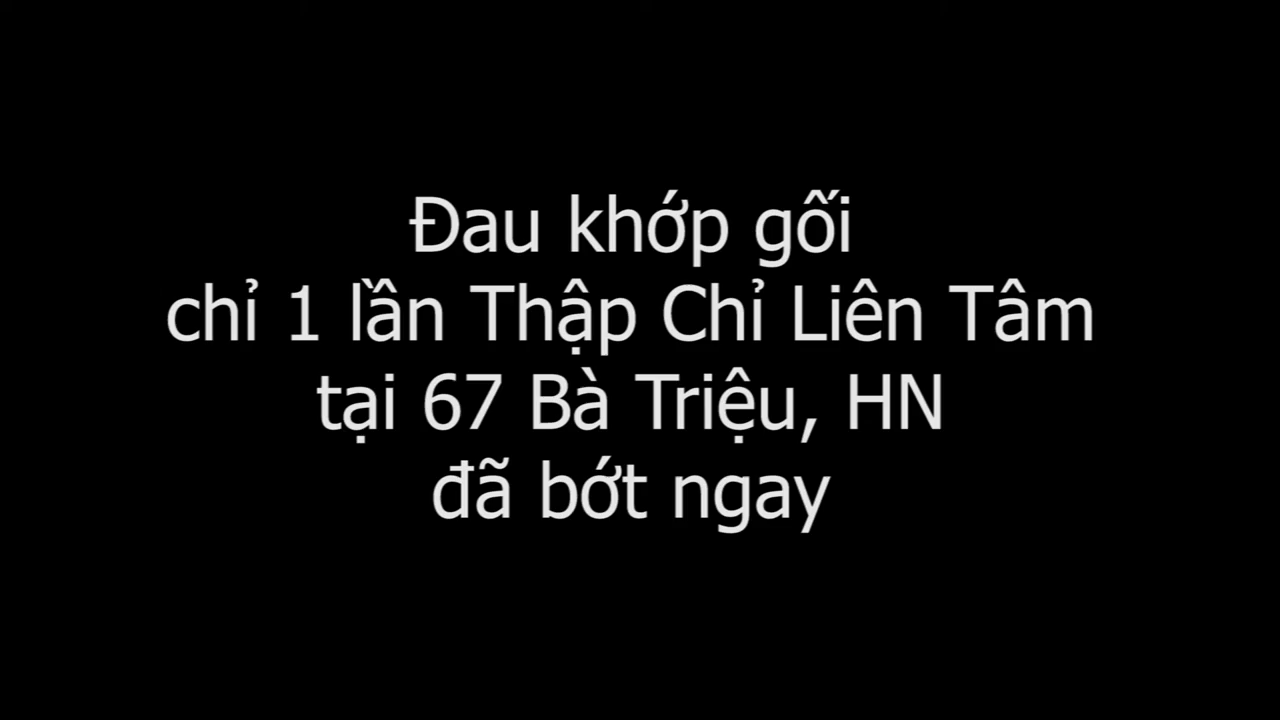 Đau khớp gối
chỉ 1 lần Thập Chỉ Liên Tâm
tại 67 Bà Triệu, HN
đã bớt ngay